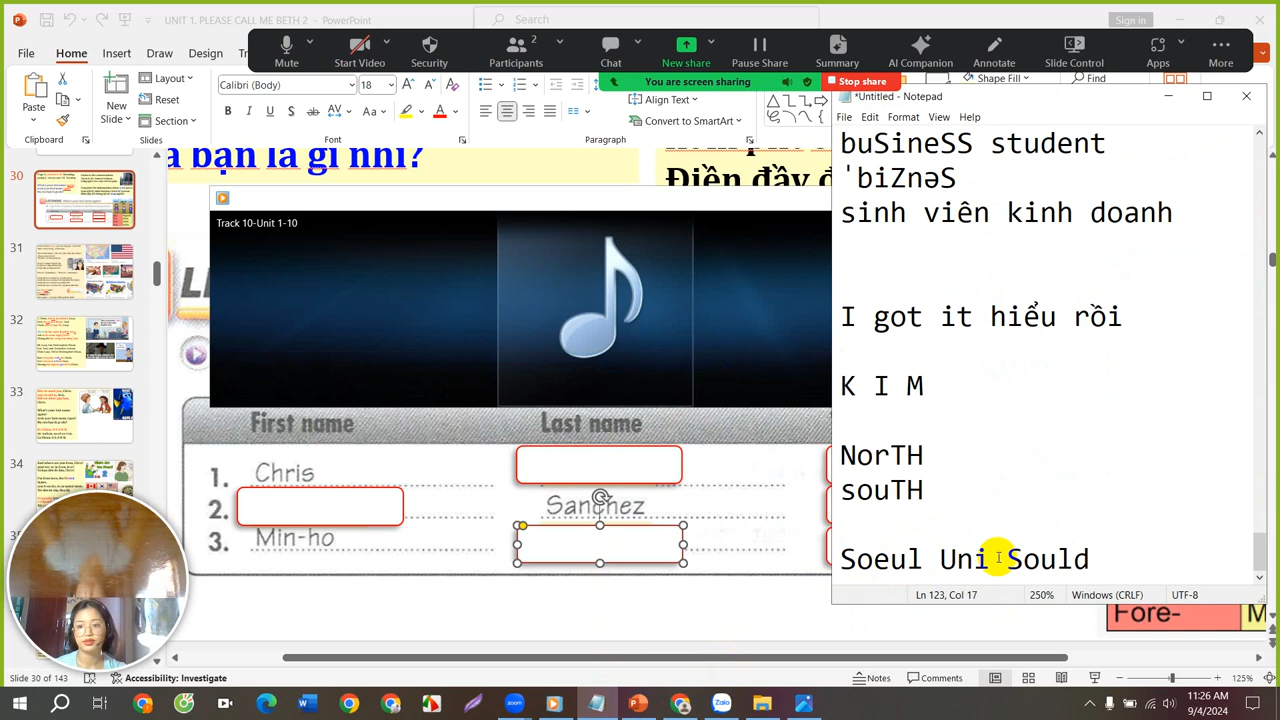 UNIT 1. PLEASE CALL ME BETH 2 - PowerPoint
Search
Sign in
File Home Insert Draw Design
Mute Start Video Security Participants 2 Chat New share Pause Share Summary AI Companion Annotate Slide Control Apps More
You are screen sharing Stop share
Paste
New Slide
Layout
Reset
Section
Calibri (Body) 18
Align Text
Convert to SmartArt
Shape Fill
Find
Clipboard Font Paragraph
*Untitled - Notepad
File Edit Format View Help
buSineSS student
ˈbiZnəS
sinh viên kinh doanh
I got it hiểu rồi
K I M
NorTH
souTH
Soeul Uni Sould
Ln 123, Col 17 250% Windows (CRLF) UTF-8
bạn là gì nhỉ?
Điền đầy
Track 10-Unit 1-10
First name Last name
1. Chris
2. Sanchez
3. Min-ho
Fore-
30
31
32
33
34
Slide 30 of 143
Accessibility: Investigate
Notes Comments 125%
11:26 AM
9/4/2024